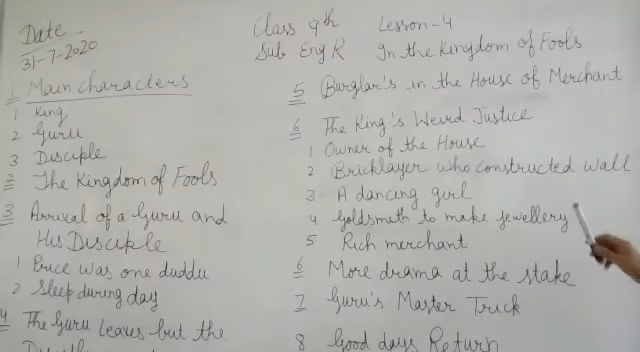 Date
31-7-2020
Class 9th Lesson-4
Sub Eng R In the Kingdom of Fools
1 Main characters
1 King
2 Guru
3 Disciple
2 The Kingdom of Fools
3 Arrival of a Guru and
His Disciple
1 Price was one duddu
2 Sleep during day
4 The Guru leaves but the
5 Burglar's in the House of Merchant
6 The King's Weird Justice
1 Owner of the House
2 Bricklayer who constructed wall
3 A dancing girl
4 Goldsmith to make jewellery
5 Rich merchant
6 More drama at the stake
7 Guru's Master Truck
8 Good days Return